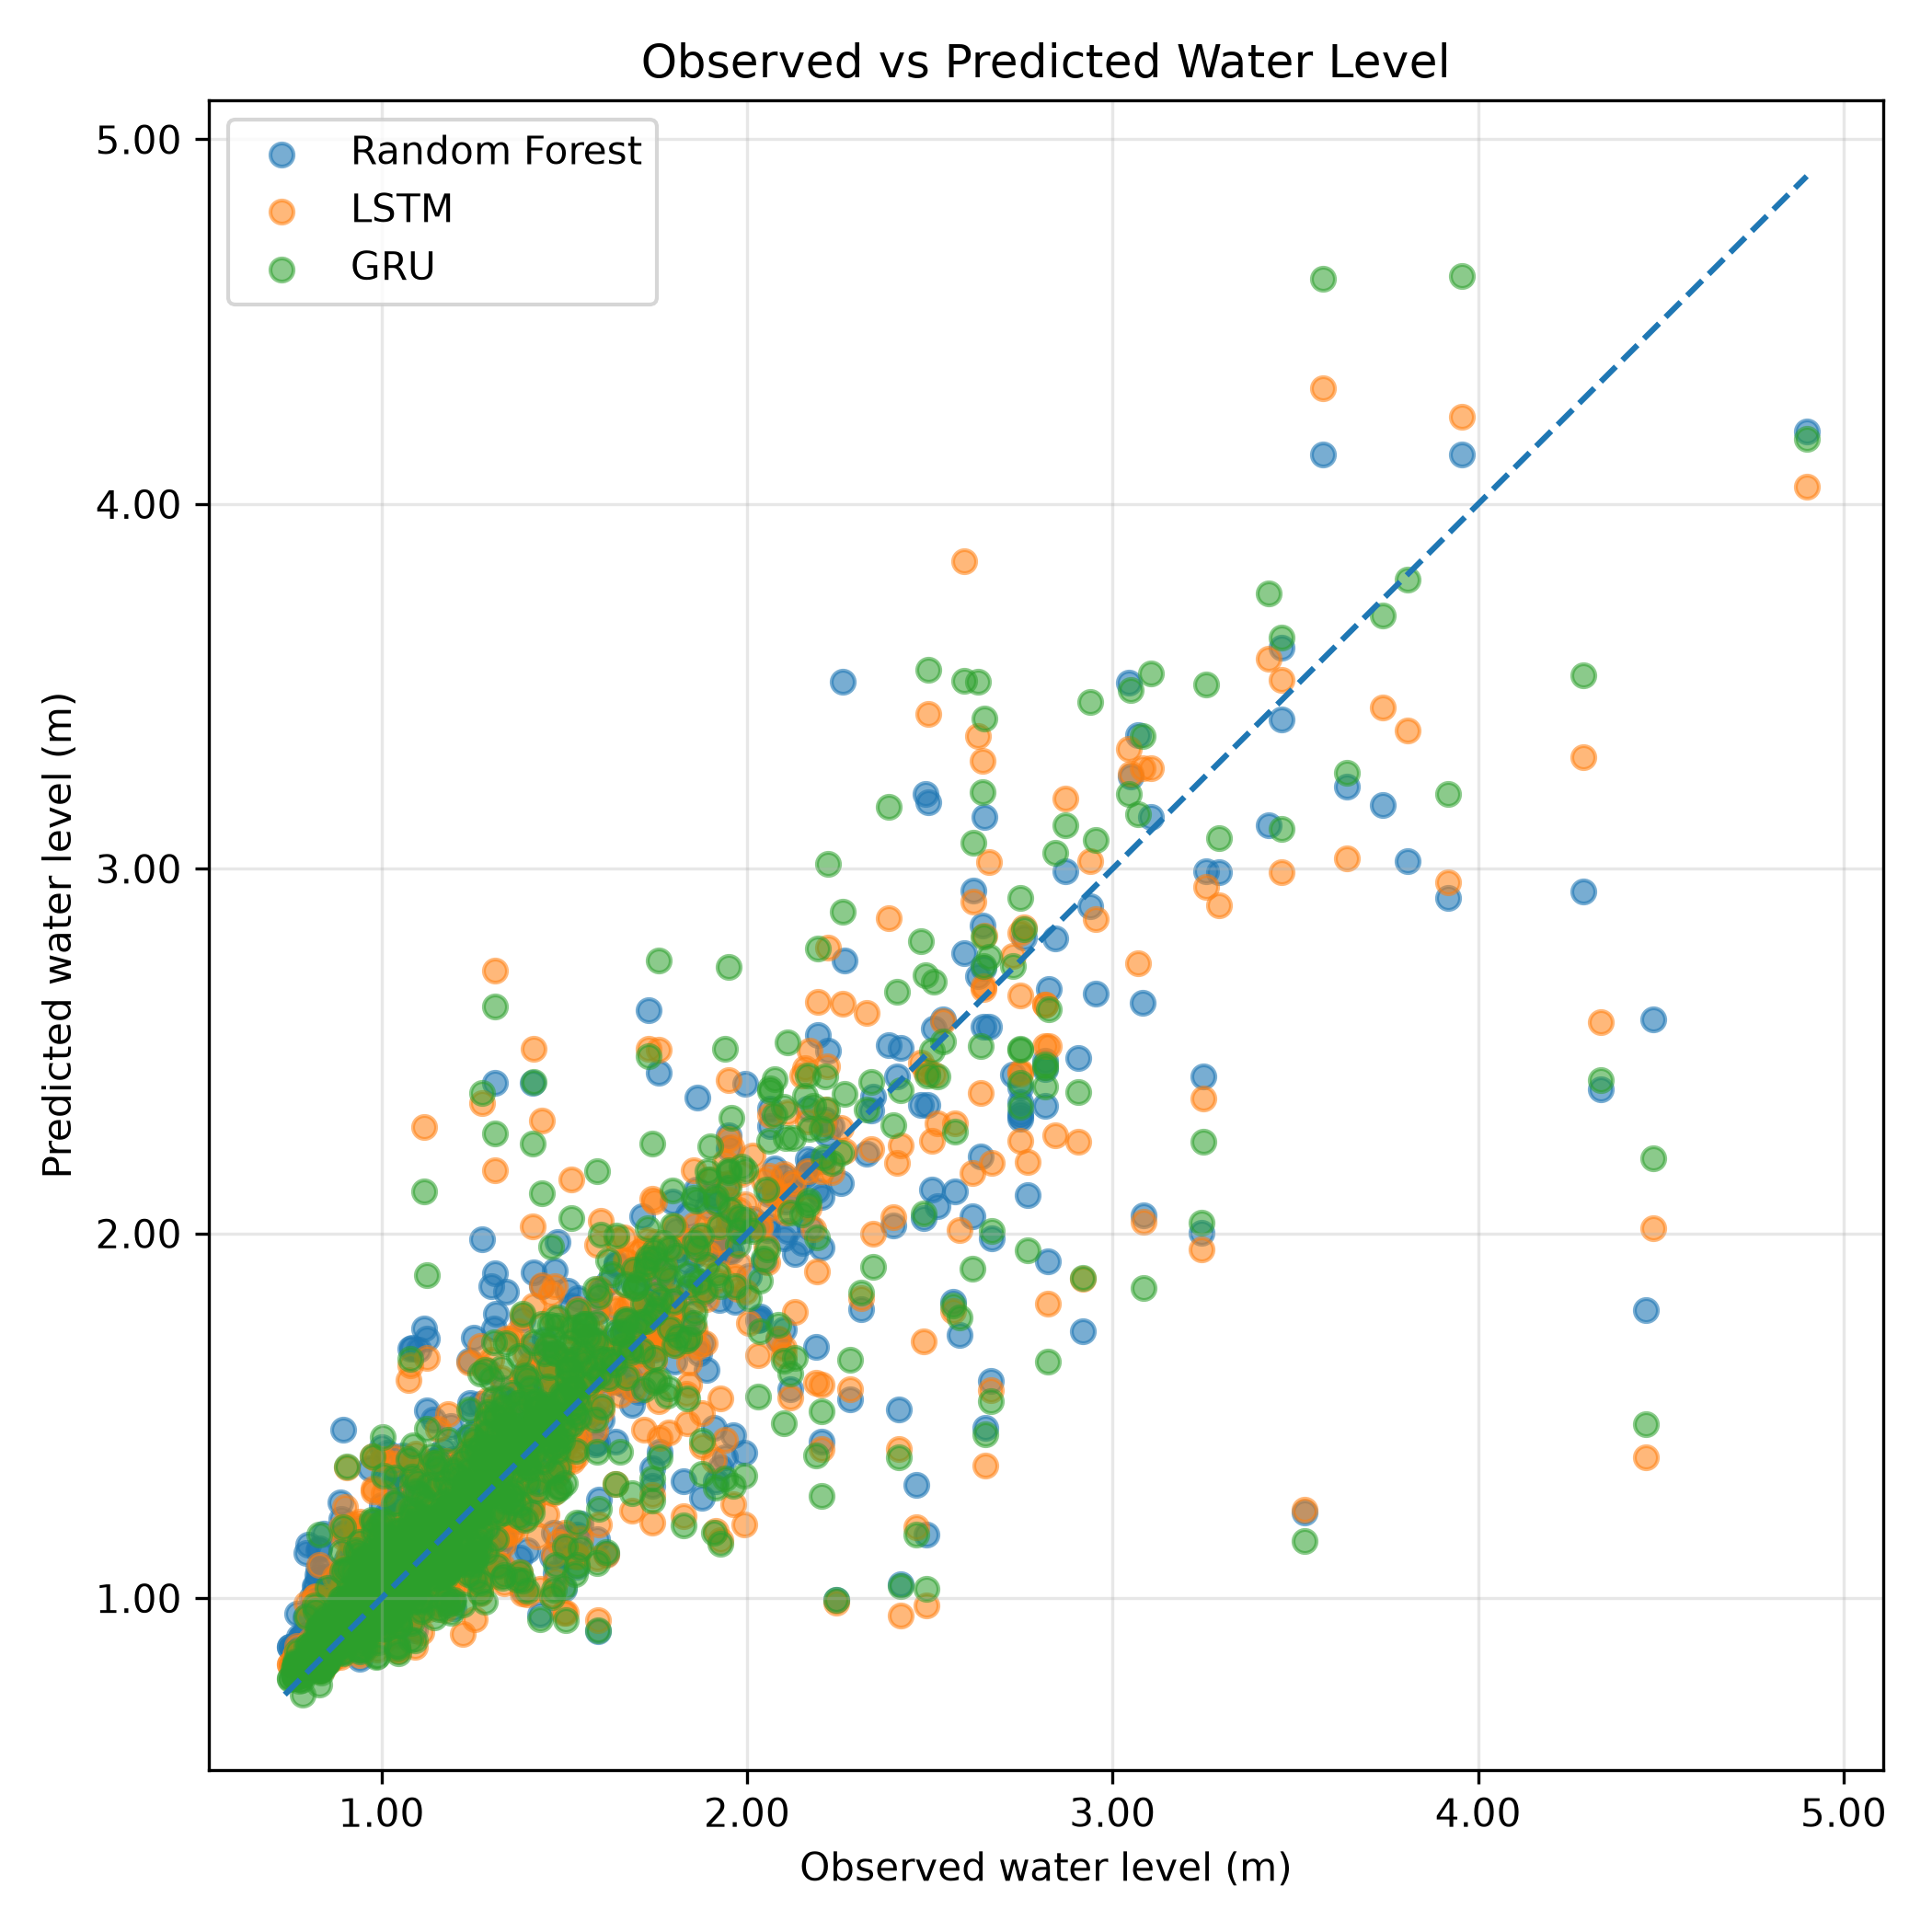 Observed vs Predicted Water Level
Random Forest
LSTM
GRU
5.00
4.00
3.00
2.00
1.00
Predicted water level (m)
1.00 2.00 3.00 4.00 5.00
Observed water level (m)